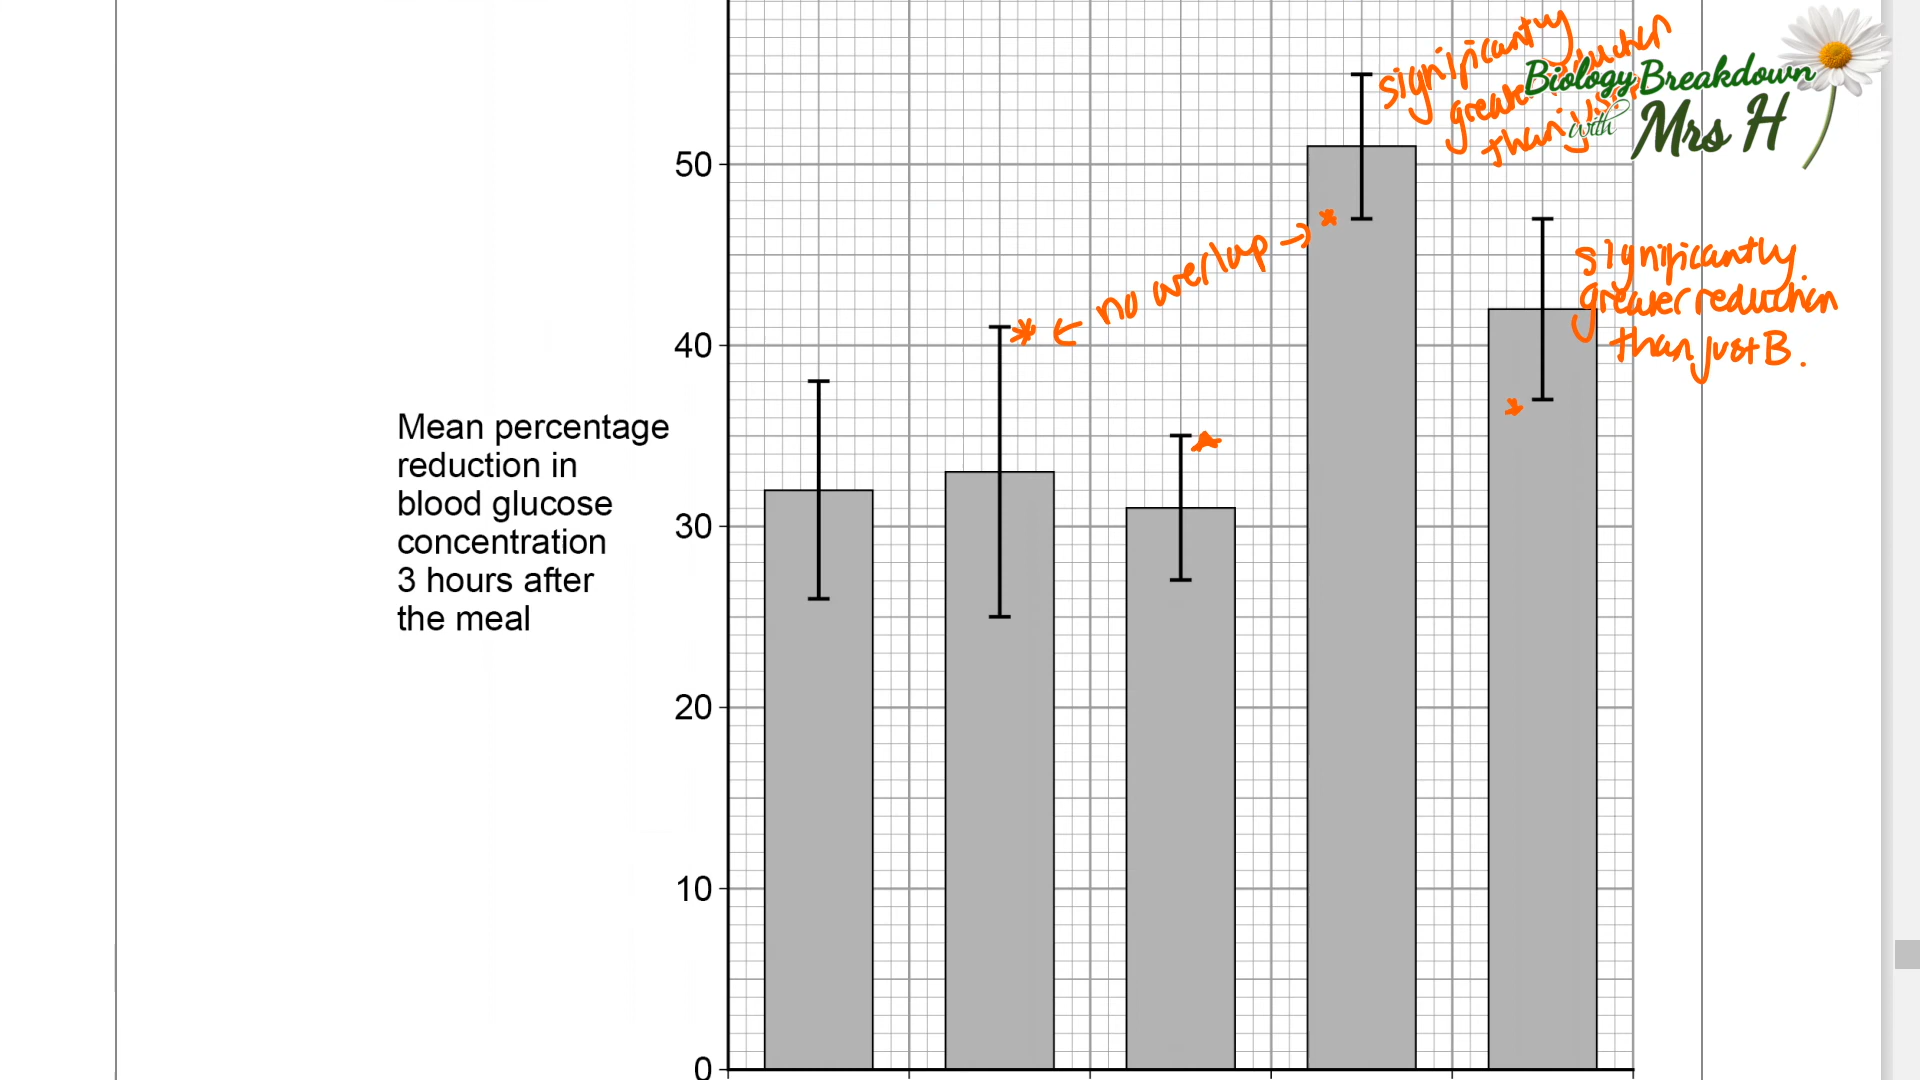 significantly
greater
than just
Biology Breakdown
with Mrs H
50
no overlap
significantly
greater reduction
than just B.
40
Mean percentage
reduction in
blood glucose
concentration
3 hours after
the meal
30
20
10
0